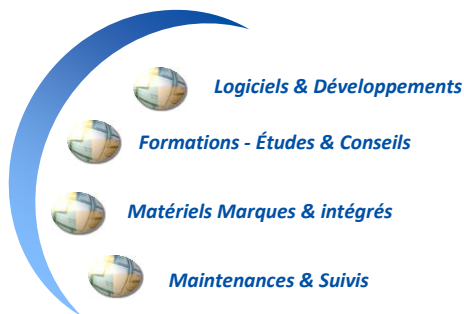 Logiciels & Développements
Formations - Études & Conseils
Matériels Marques & intégrés
Maintenances & Suivis